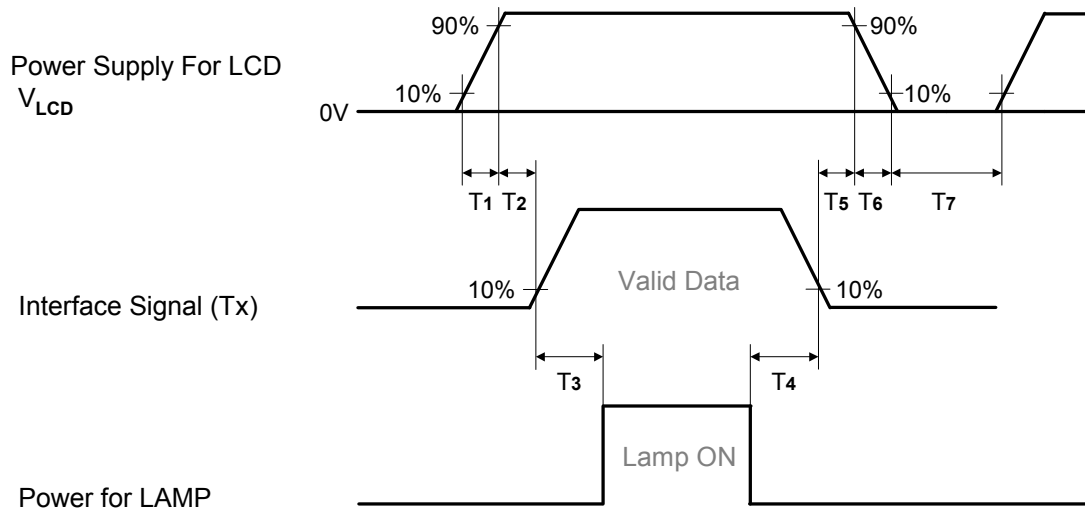 90%
90%
Power Supply For LCD
VLCD
10%
10%
0V
T1
T2
T5
T6
T7
Valid Data
10%
10%
Interface Signal (Tx)
T3
T4
Lamp ON
Power for LAMP